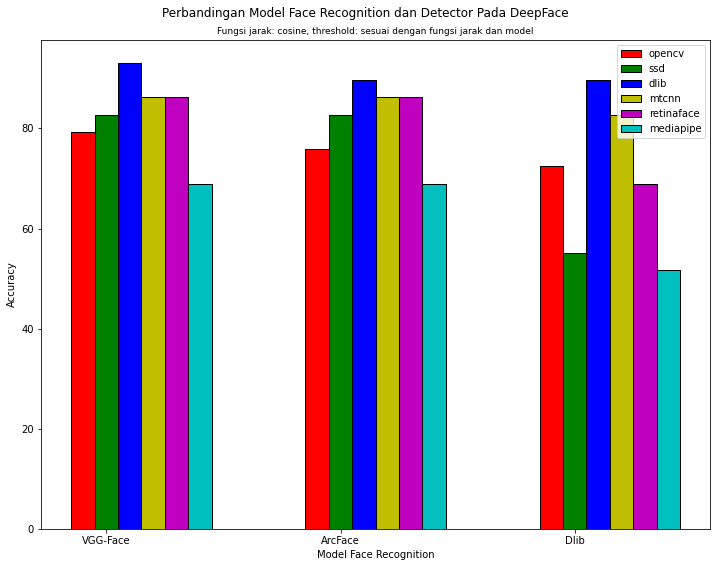 Perbandingan Model Face Recognition dan Detector Pada DeepFace
Fungsi jarak: cosine, threshold: sesuai dengan fungsi jarak dan model
opencv
ssd
dlib
mtcnn
retinaface
mediapipe
80
60
40
20
0
Accuracy
VGG-Face
ArcFace
Dlib
Model Face Recognition